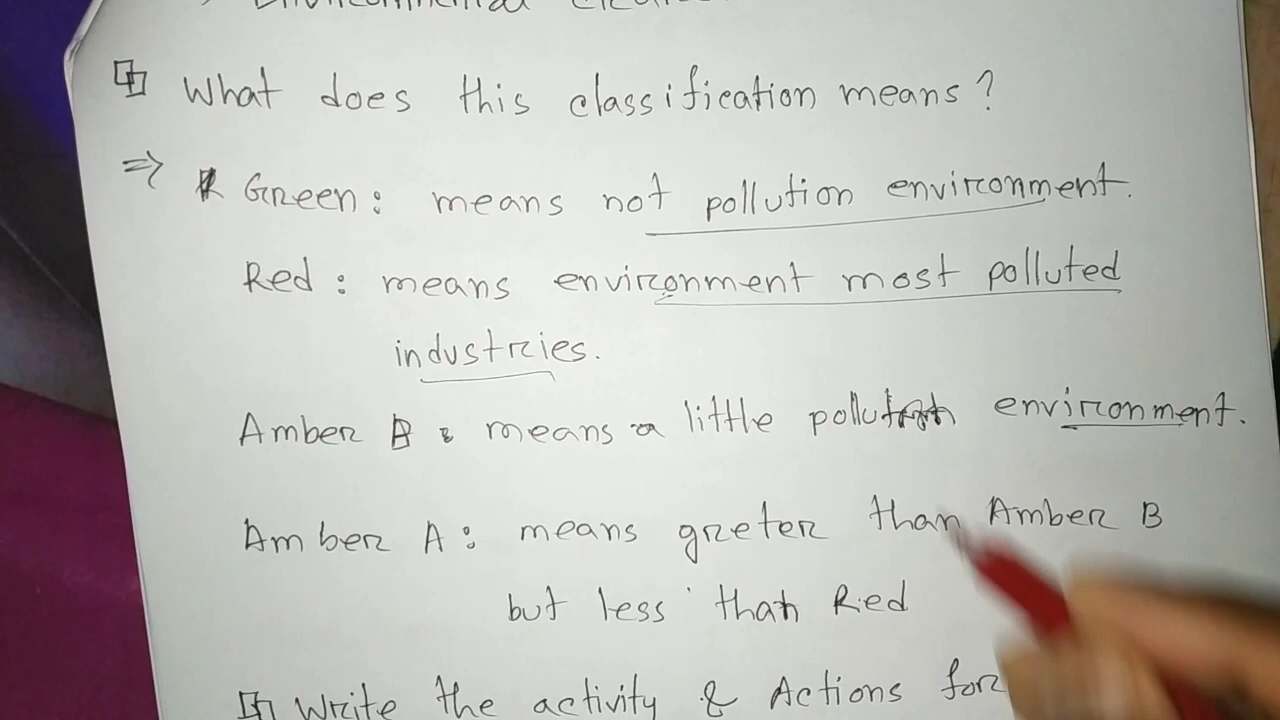 What does this classification means?
⇒ Green: means not pollution environment.
Red: means environment most polluted
industries.
Amber B: means a little environment.
Amber A: means greter than Amber B
but less than Red
Write the activity & Actions for